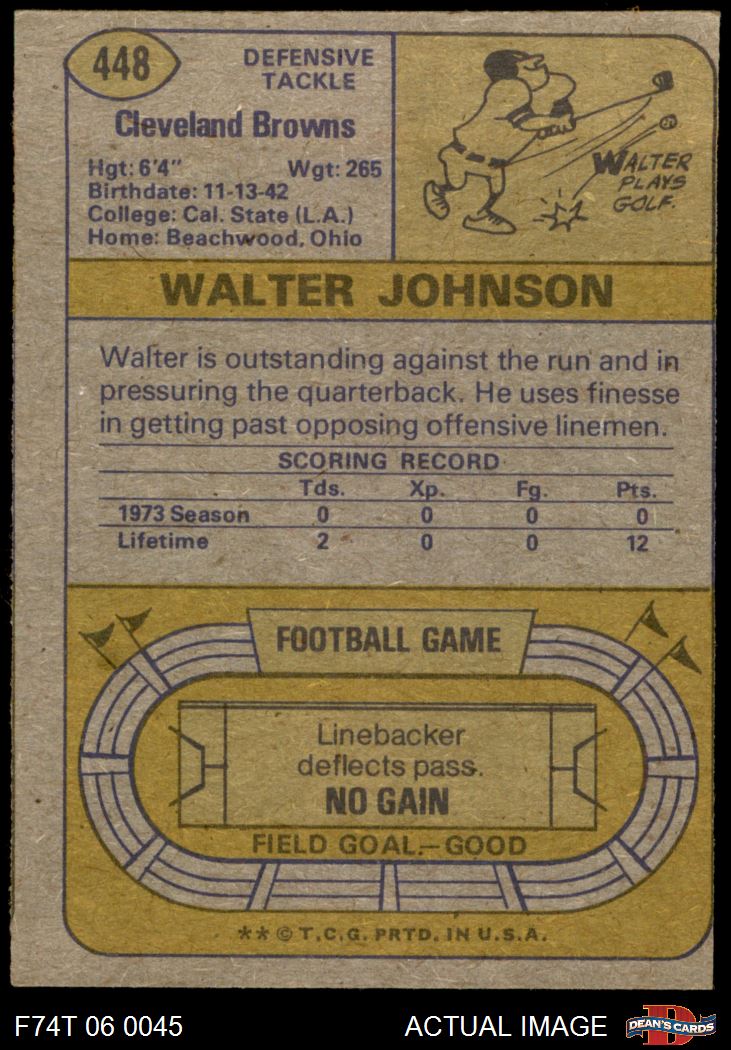 448
DEFENSIVE
TACKLE
Cleveland Browns
Hgt: 6'4" Wgt: 265
Birthdate: 11-13-42
College: Cal. State (L.A.)
Home: Beachwood, Ohio
WALTER
PLAYS
GOLF.
WALTER JOHNSON
Walter is outstanding against the run and in
pressuring the quarterback. He uses finesse
in getting past opposing offensive linemen.
SCORING RECORD
Tds. Xp. Fg. Pts.
1973 Season 0 0 0 0
Lifetime 2 0 0 12
FOOTBALL GAME
Linebacker
deflects pass.
NO GAIN
FIELD GOAL.—GOOD
** © T.C.G. PRTD. IN U.S.A.
F74T 06 0045
ACTUAL IMAGE
DEAN'S CARDS